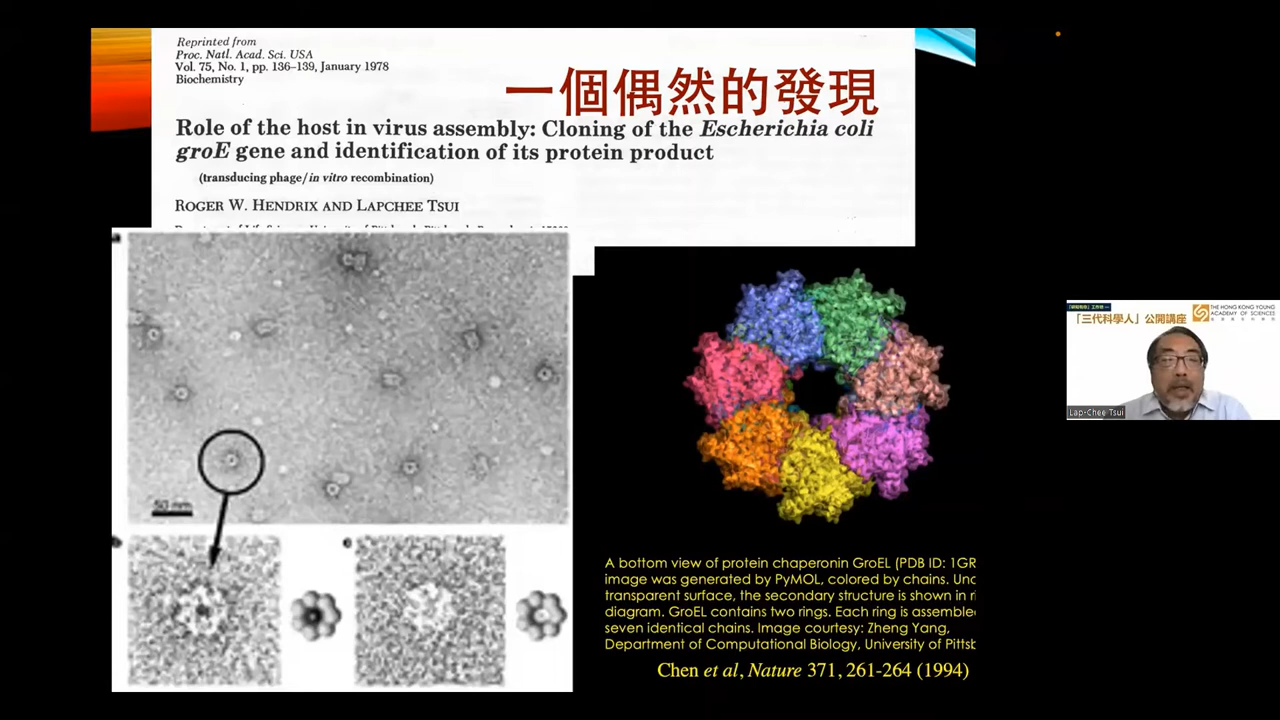 Reprinted from
Proc. Natl. Acad. Sci. USA
Vol. 75, No. 1, pp. 136–139, January 1978
Biochemistry
一個偶然的發現
Role of the host in virus assembly: Cloning of the Escherichia coli
groE gene and identification of its protein product
(transducing phage/in vitro recombination)
ROGER W. HENDRIX AND LAPCHEE TSUI
50 nm
A bottom view of protein chaperonin GroEL (PDB ID: 1GR
image was generated by PyMOL, colored by chains. Und
transparent surface, the secondary structure is shown in ri
diagram. GroEL contains two rings. Each ring is assemble
seven identical chains. Image courtesy: Zheng Yang,
Department of Computational Biology, University of Pittsb
Chen et al, Nature 371, 261-264 (1994)
「三代科學人」公開講座
THE HONG KONG YOUNG
ACADEMY OF SCIENCES
Lap-Chee Tsui